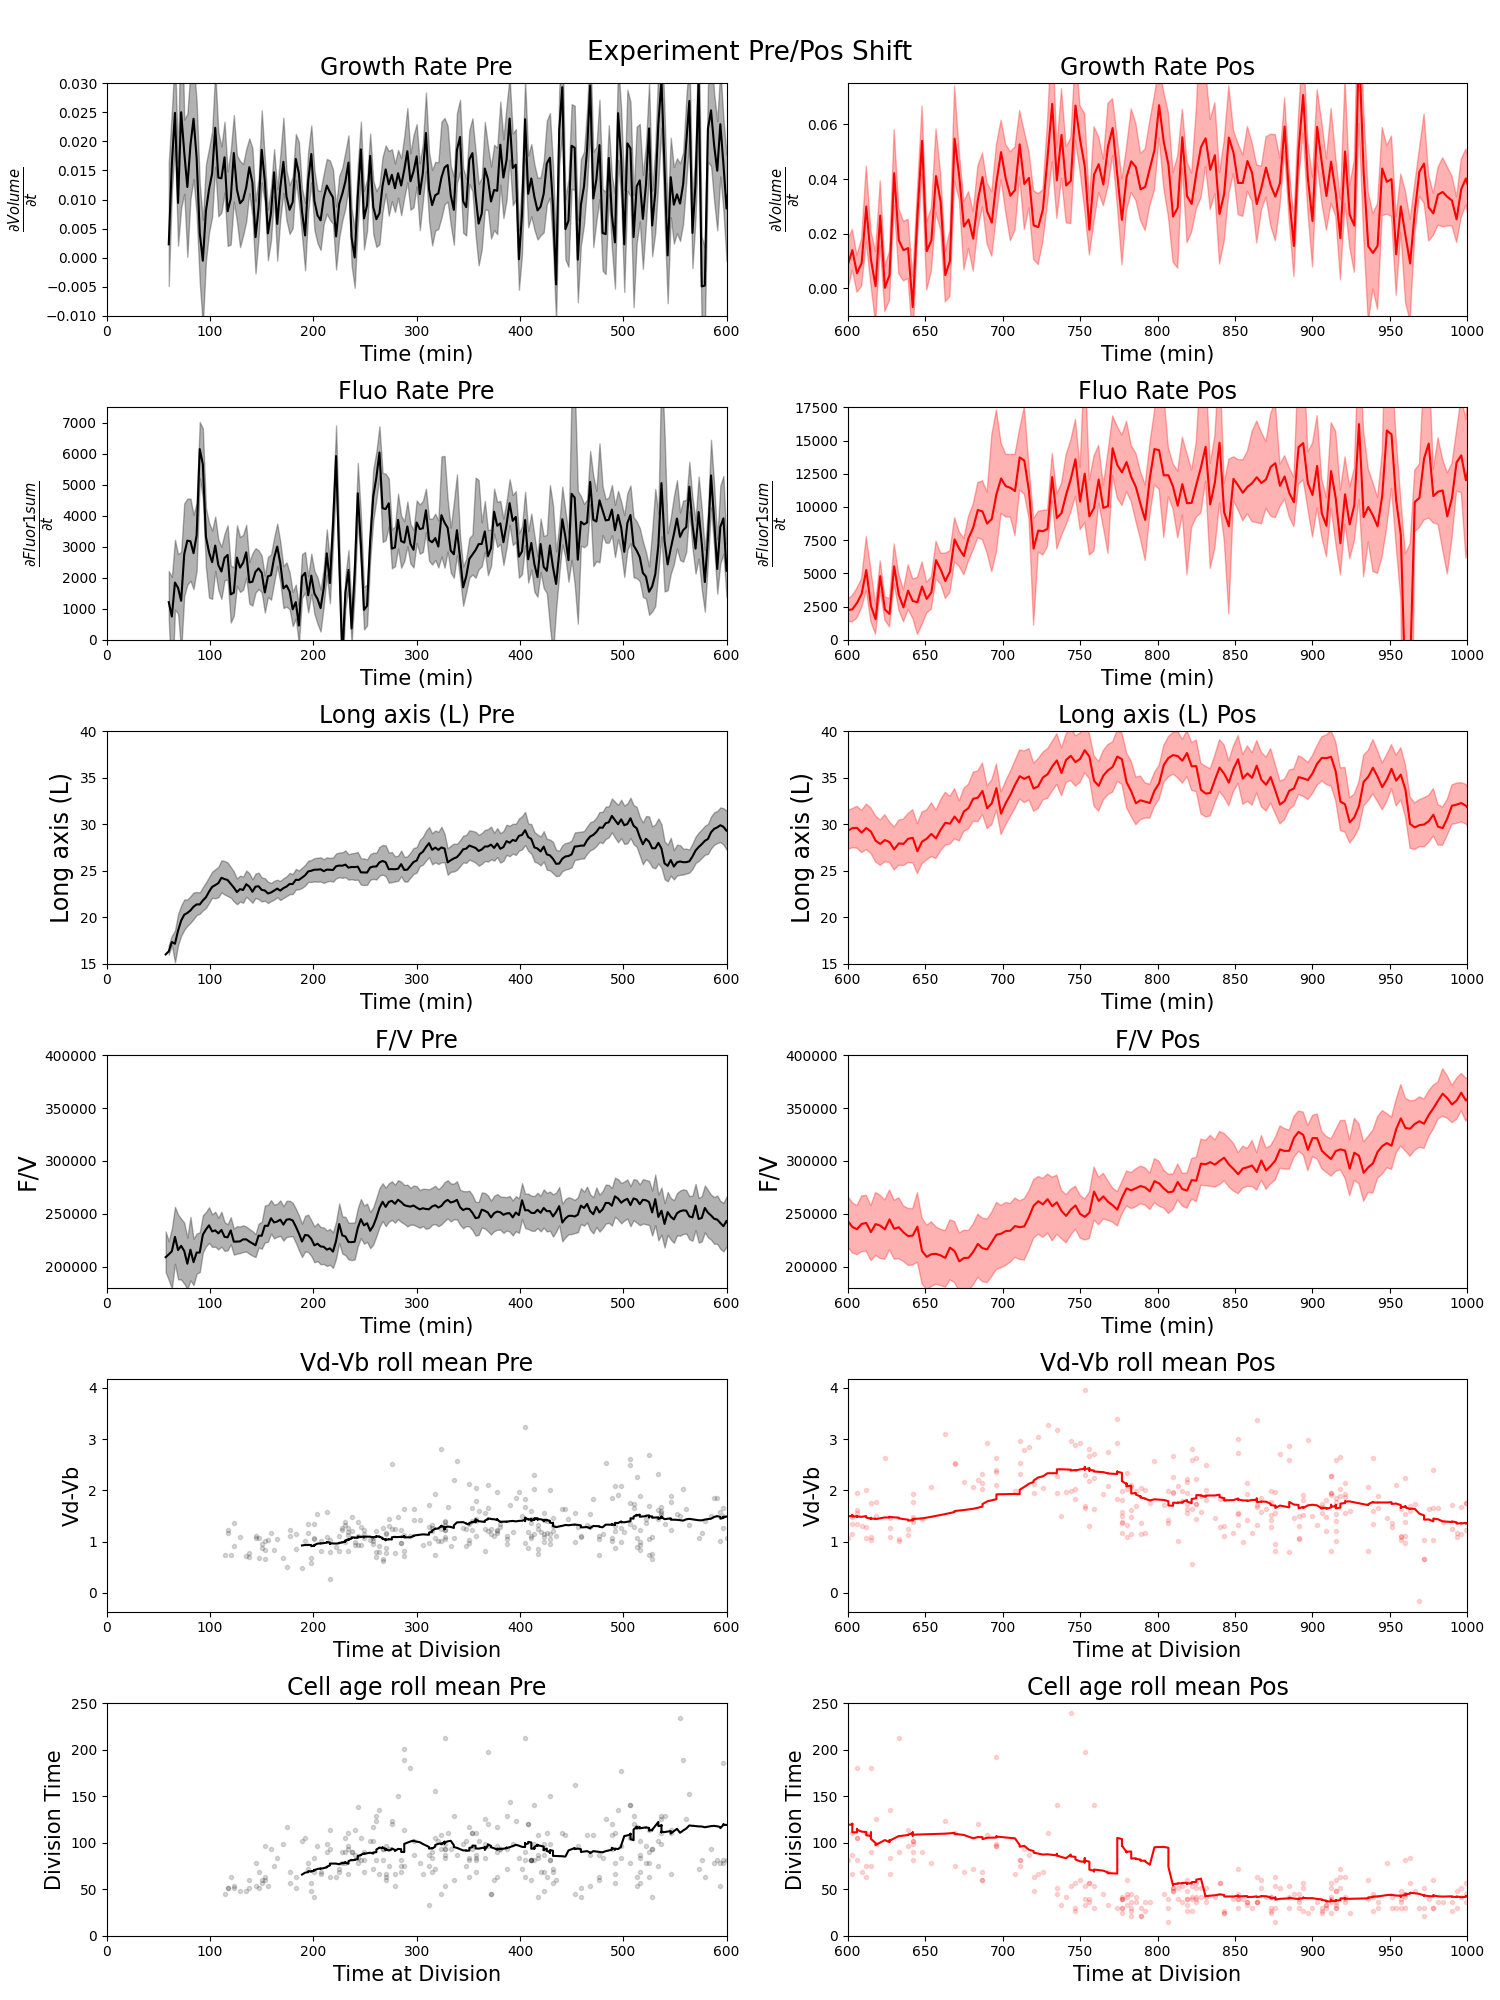 Experiment Pre/Pos Shift
Growth Rate Pre
∂Volume
∂t
0.030
0.025
0.020
0.015
0.010
0.005
0.000
−0.005
−0.010
0 100 200 300 400 500 600
Time (min)
Growth Rate Pos
∂Volume
∂t
0.06
0.04
0.02
0.00
600 650 700 750 800 850 900 950 1000
Time (min)
Fluo Rate Pre
∂Fluor1sum
∂t
7000
6000
5000
4000
3000
2000
1000
0
0 100 200 300 400 500 600
Time (min)
Fluo Rate Pos
∂Fluor1sum
∂t
17500
15000
12500
10000
7500
5000
2500
0
600 650 700 750 800 850 900 950 1000
Time (min)
Long axis (L) Pre
Long axis (L)
40
35
30
25
20
15
0 100 200 300 400 500 600
Time (min)
Long axis (L) Pos
Long axis (L)
40
35
30
25
20
15
600 650 700 750 800 850 900 950 1000
Time (min)
F/V Pre
F/V
400000
350000
300000
250000
200000
0 100 200 300 400 500 600
Time (min)
F/V Pos
F/V
400000
350000
300000
250000
200000
600 650 700 750 800 850 900 950 1000
Time (min)
Vd-Vb roll mean Pre
Vd-Vb
4
3
2
1
0
0 100 200 300 400 500 600
Time at Division
Vd-Vb roll mean Pos
Vd-Vb
4
3
2
1
0
600 650 700 750 800 850 900 950 1000
Time at Division
Cell age roll mean Pre
Division Time
250
200
150
100
50
0
0 100 200 300 400 500 600
Time at Division
Cell age roll mean Pos
Division Time
250
200
150
100
50
0
600 650 700 750 800 850 900 950 1000
Time at Division